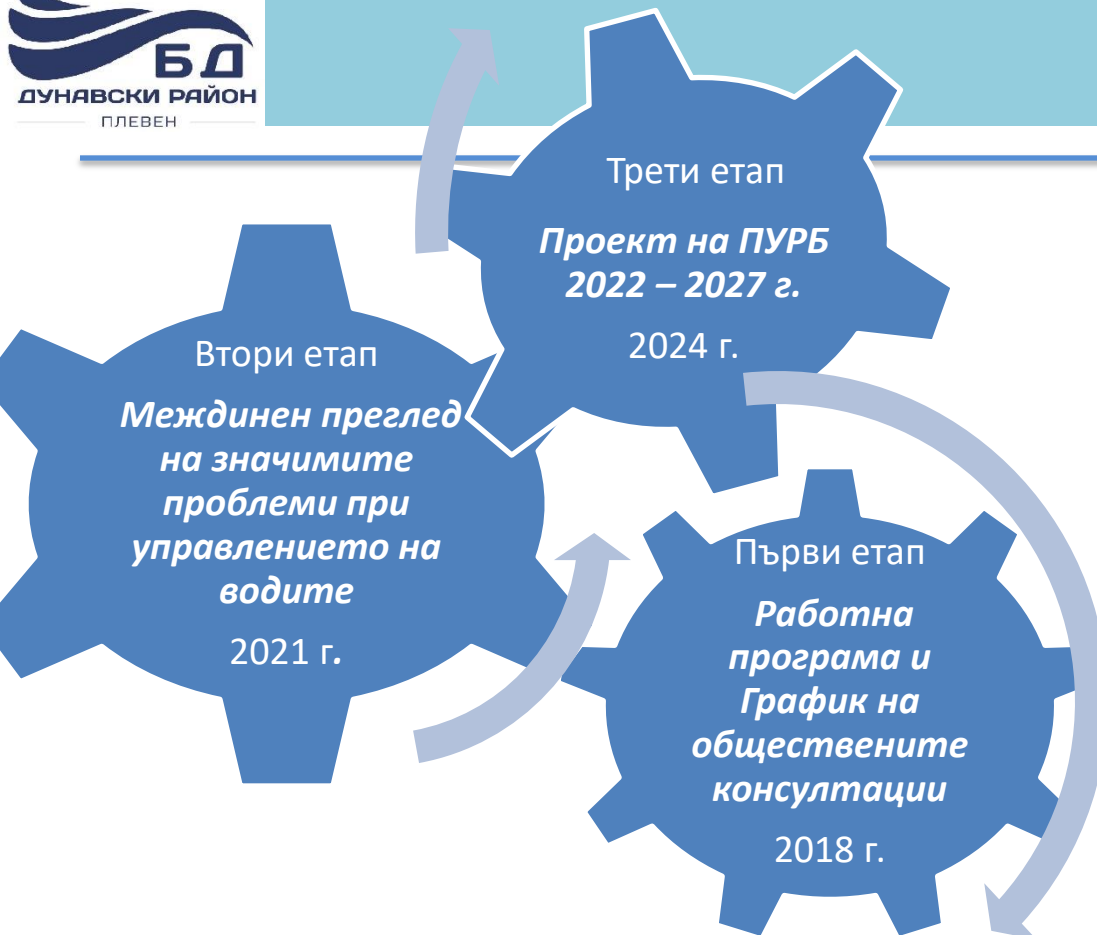 БД
ДУНАВСКИ РАЙОН
ПЛЕВЕН
Трети етап
Проект на ПУРБ
2022 – 2027 г.
2024 г.
Втори етап
Междинен преглед
на значимите
проблеми при
управлението на
водите
2021 г.
Първи етап
Работна
програма и
График на
обществените
консултации
2018 г.